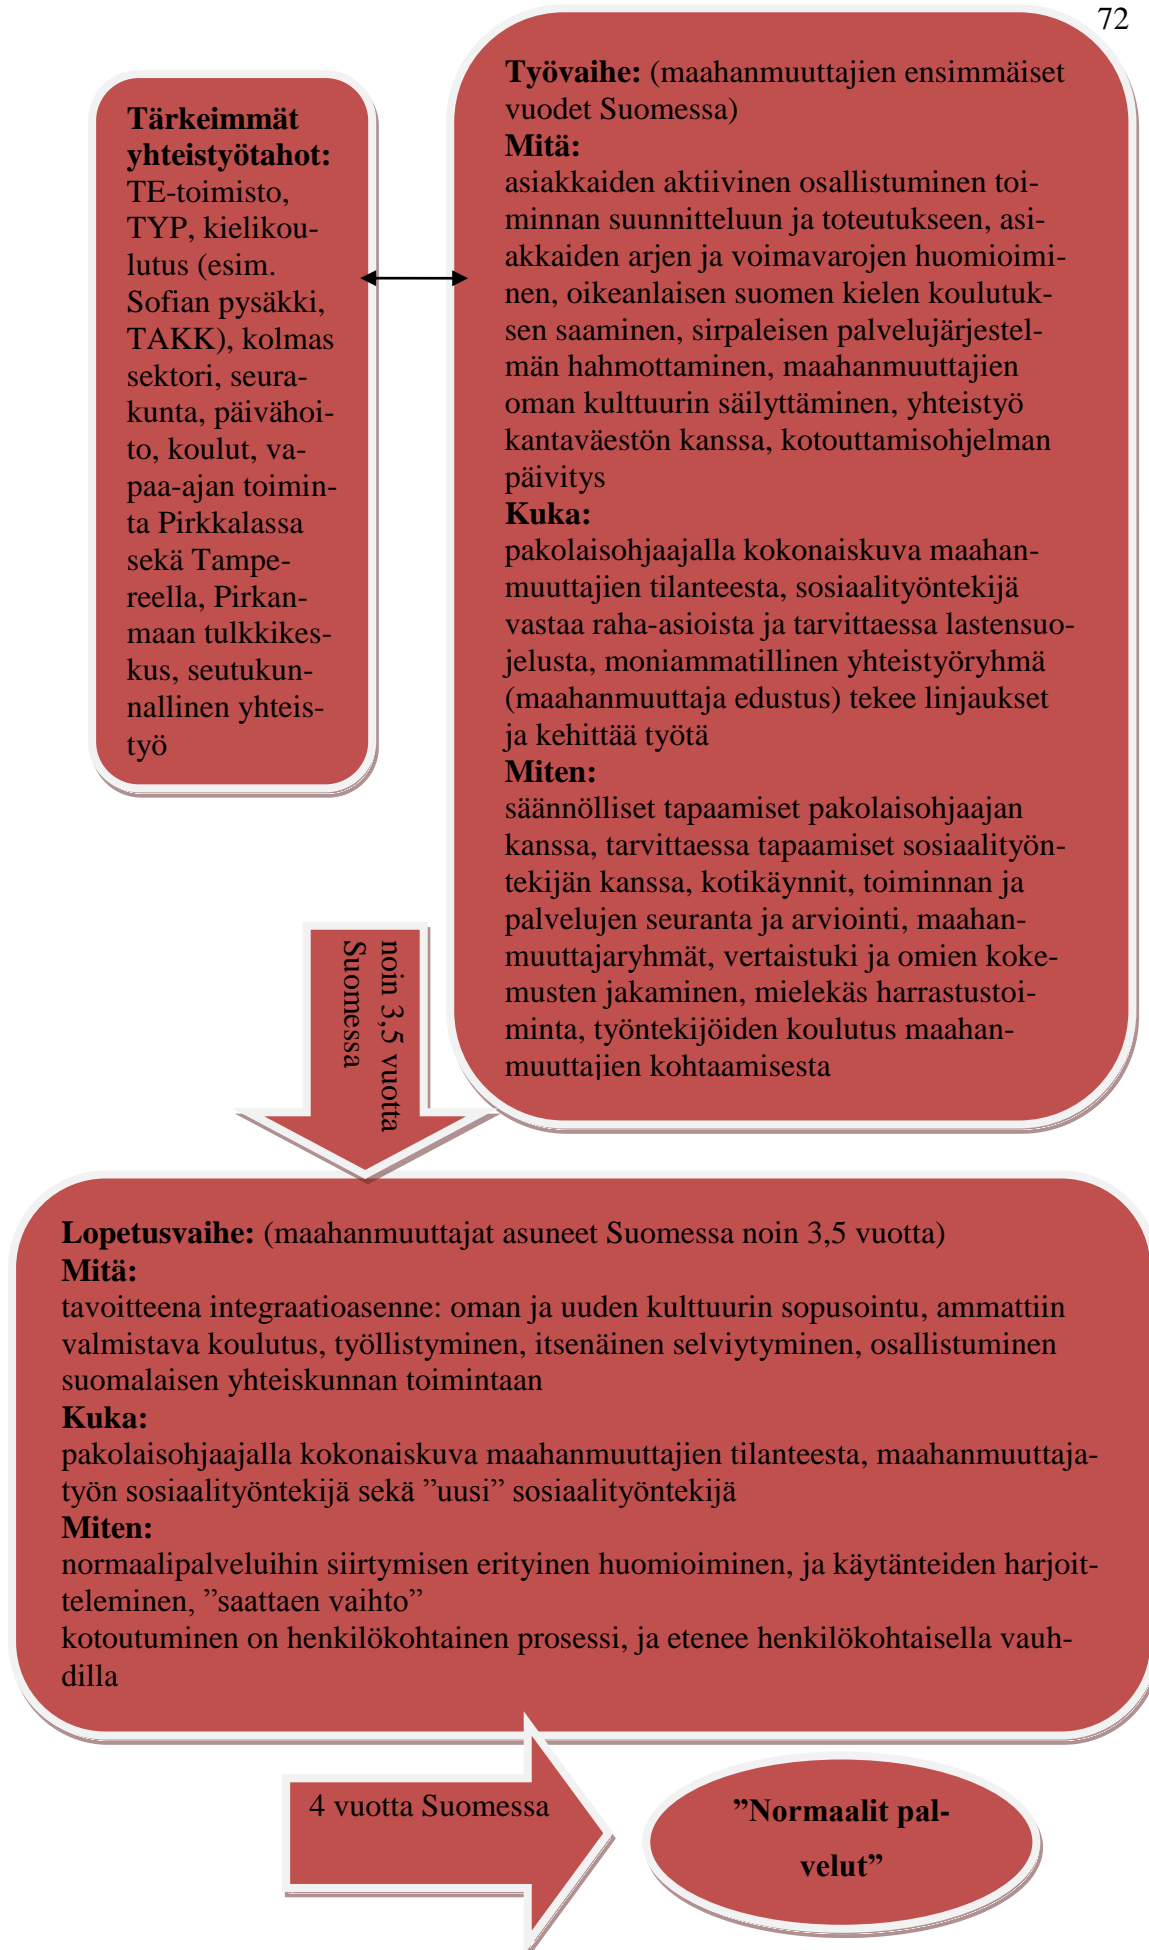 72
Tärkeimmät
yhteistyötahot:
TE-toimisto,
TYP, kielikou-
lutus (esim.
Sofian pysäkki,
TAKK), kolmas
sektori, seura-
kunta, päivähoi-
to, koulut, va-
paa-ajan toimin-
ta Pirkkalassa
sekä Tampe-
reella, Pirkan-
maan tulkkikes-
kus, seutukun-
nallinen yhteis-
työ
Työvaihe: (maahanmuuttajien ensimmäiset
vuodet Suomessa)
Mitä:
asiakkaiden aktiivinen osallistuminen toi-
minnan suunnitteluun ja toteutukseen, asi-
akkaiden arjen ja voimavarojen huomioimi-
nen, oikeanlaisen suomen kielen koulutuk-
sen saaminen, sirpaleisen palvelujärjestel-
män hahmottaminen, maahanmuuttajien
oman kulttuurin säilyttäminen, yhteistyö
kantaväestön kanssa, kotouttamisohjelman
päivitys
Kuka:
pakolaisohjaajalla kokonaiskuva maahan-
muuttajien tilanteesta, sosiaalityöntekijä
vastaa raha-asioista ja tarvittaessa lastensuo-
jelusta, moniammatillinen yhteistyöryhmä
(maahanmuuttaja edustus) tekee linjaukset
ja kehittää työtä
Miten:
säännölliset tapaamiset pakolaisohjaajan
kanssa, tarvittaessa tapaamiset sosiaalityön-
tekijän kanssa, kotikäynnit, toiminnan ja
palvelujen seuranta ja arviointi, maahan-
muuttajaryhmät, vertaistuki ja omien koke-
musten jakaminen, mielekäs harrastustoi-
minta, työntekijöiden koulutus maahan-
muuttajien kohtaamisesta
noin 3,5 vuotta
Suomessa
Lopetusvaihe: (maahanmuuttajat asuneet Suomessa noin 3,5 vuotta)
Mitä:
tavoitteena integraatioasenne: oman ja uuden kulttuurin sopusointu, ammattiin
valmistava koulutus, työllistyminen, itsenäinen selviytyminen, osallistuminen
suomalaisen yhteiskunnan toimintaan
Kuka:
pakolaisohjaajalla kokonaiskuva maahanmuuttajien tilanteesta, maahanmuuttaja-
työn sosiaalityöntekijä sekä ”uusi” sosiaalityöntekijä
Miten:
normaalipalveluihin siirtymisen erityinen huomioiminen, ja käytänteiden harjoit-
teleminen, ”saattaen vaihto”
kotoutuminen on henkilökohtainen prosessi, ja etenee henkilökohtaisella vauh-
dilla
4 vuotta Suomessa
”Normaalit pal-
velut”